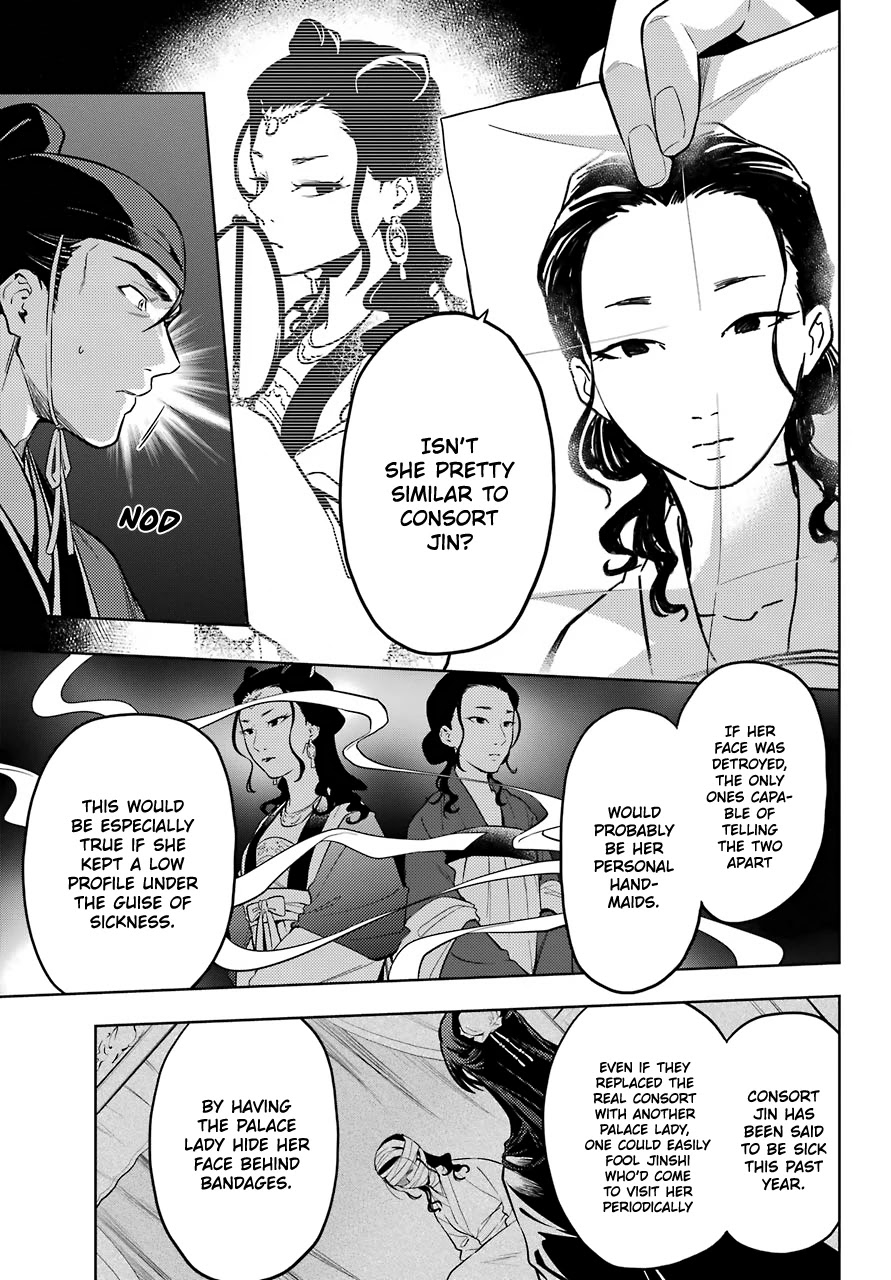 ISN'T
SHE PRETTY
SIMILAR TO
CONSORT
JIN?
NOD
IF HER
FACE WAS
DETROYED,
THE ONLY
ONES CAPA-
BLE OF
TELLING
THE TWO
APART
WOULD
PROBABLY
BE HER
PERSONAL
HAND-
MAIDS.
THIS WOULD
BE ESPECIALLY
TRUE IF SHE
KEPT A LOW
PROFILE UNDER
THE GUISE OF
SICKNESS.
CONSORT
JIN HAS
BEEN SAID
TO BE SICK
THIS PAST
YEAR.
EVEN IF THEY
REPLACED THE
REAL CONSORT
WITH ANOTHER
PALACE LADY,
ONE COULD EASILY
FOOL JINSHI
WHO'D COME
TO VISIT HER
PERIODICALLY
BY HAVING
THE PALACE
LADY HIDE HER
FACE BEHIND
BANDAGES.